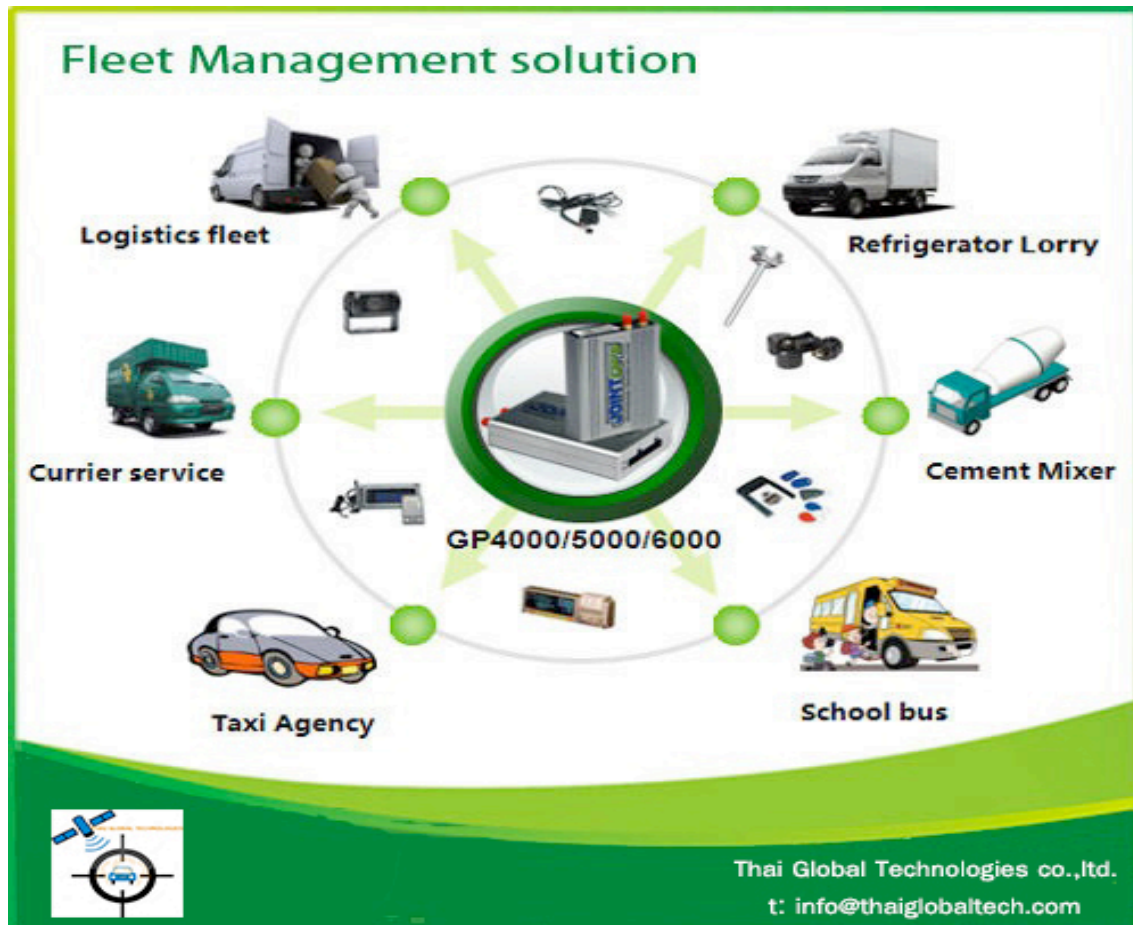 Fleet Management solution
Logistics fleet
Refrigerator Lorry
Currier service
Cement Mixer
GP4000/5000/6000
Taxi Agency
School bus
Thai Global Technologies co.,ltd.
t: info@thaiglobaltech.com